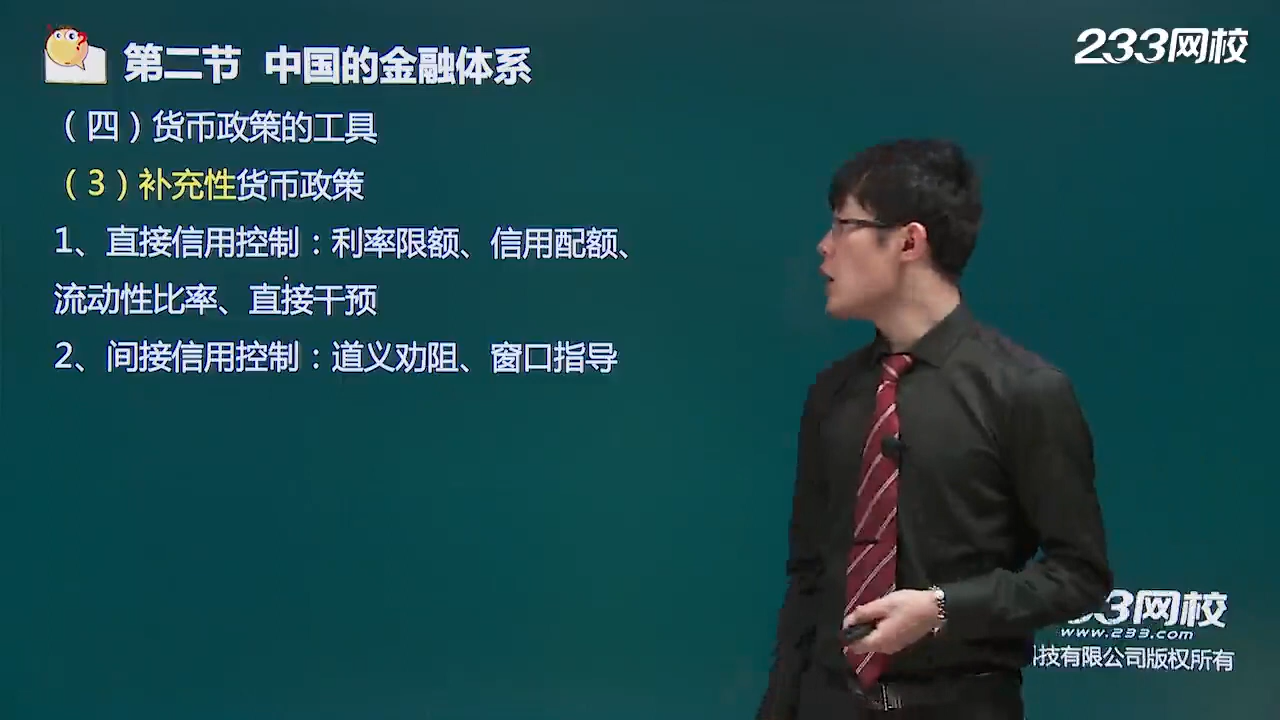 233网校
第二节 中国的金融体系
（四）货币政策的工具
（3）补充性货币政策
1、直接信用控制：利率限额、信用配额、
流动性比率、直接干预
2、间接信用控制：道义劝阻、窗口指导
33网校
www.233.com
科技有限公司版权所有